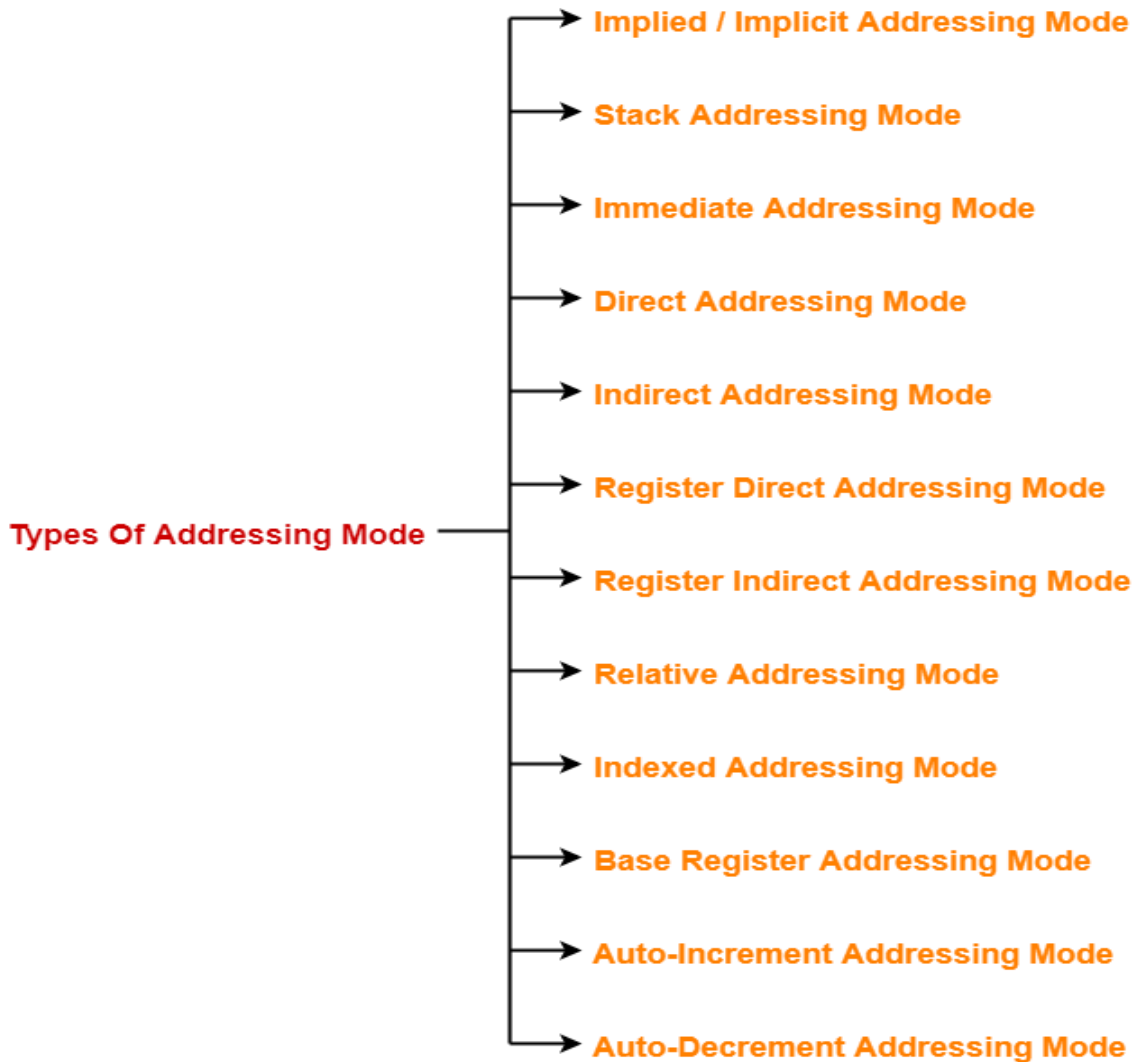 Types Of Addressing Mode
Implied / Implicit Addressing Mode
Stack Addressing Mode
Immediate Addressing Mode
Direct Addressing Mode
Indirect Addressing Mode
Register Direct Addressing Mode
Register Indirect Addressing Mode
Relative Addressing Mode
Indexed Addressing Mode
Base Register Addressing Mode
Auto-Increment Addressing Mode
Auto-Decrement Addressing Mode